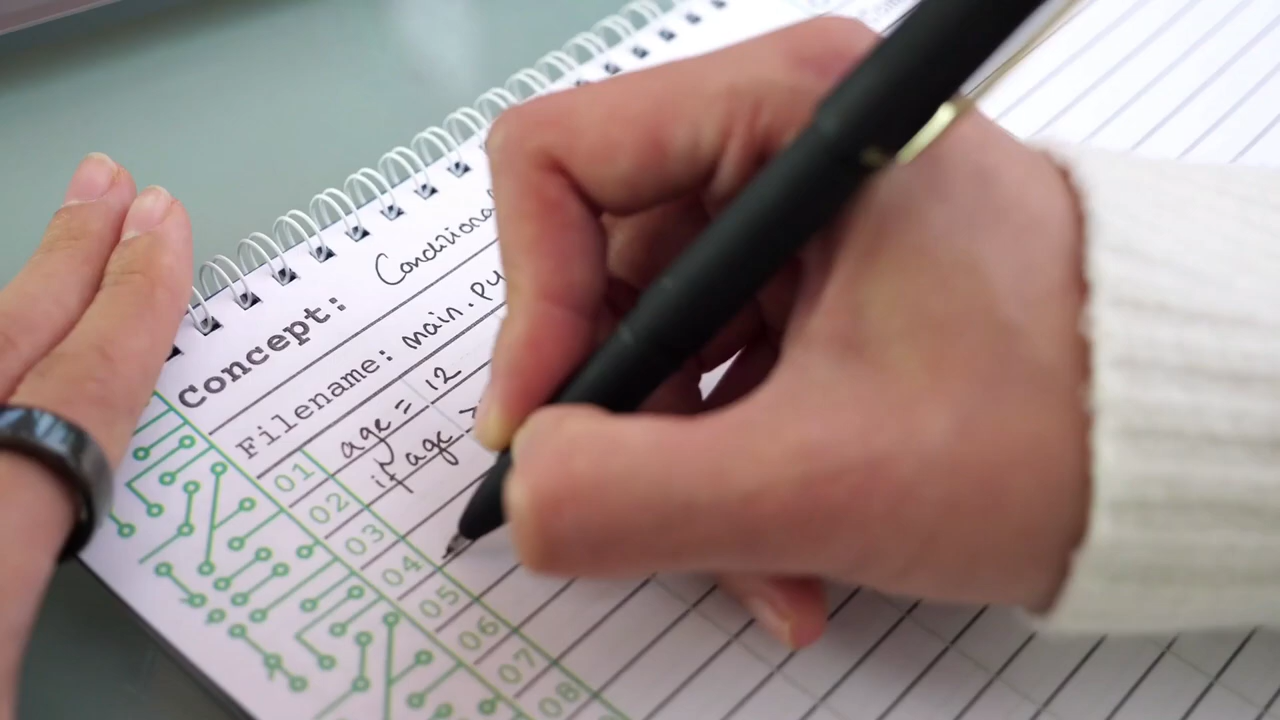 Concept: Conditional
Filename: main.py
01 age = 12
02 if age >
03
04
05
06
07
08